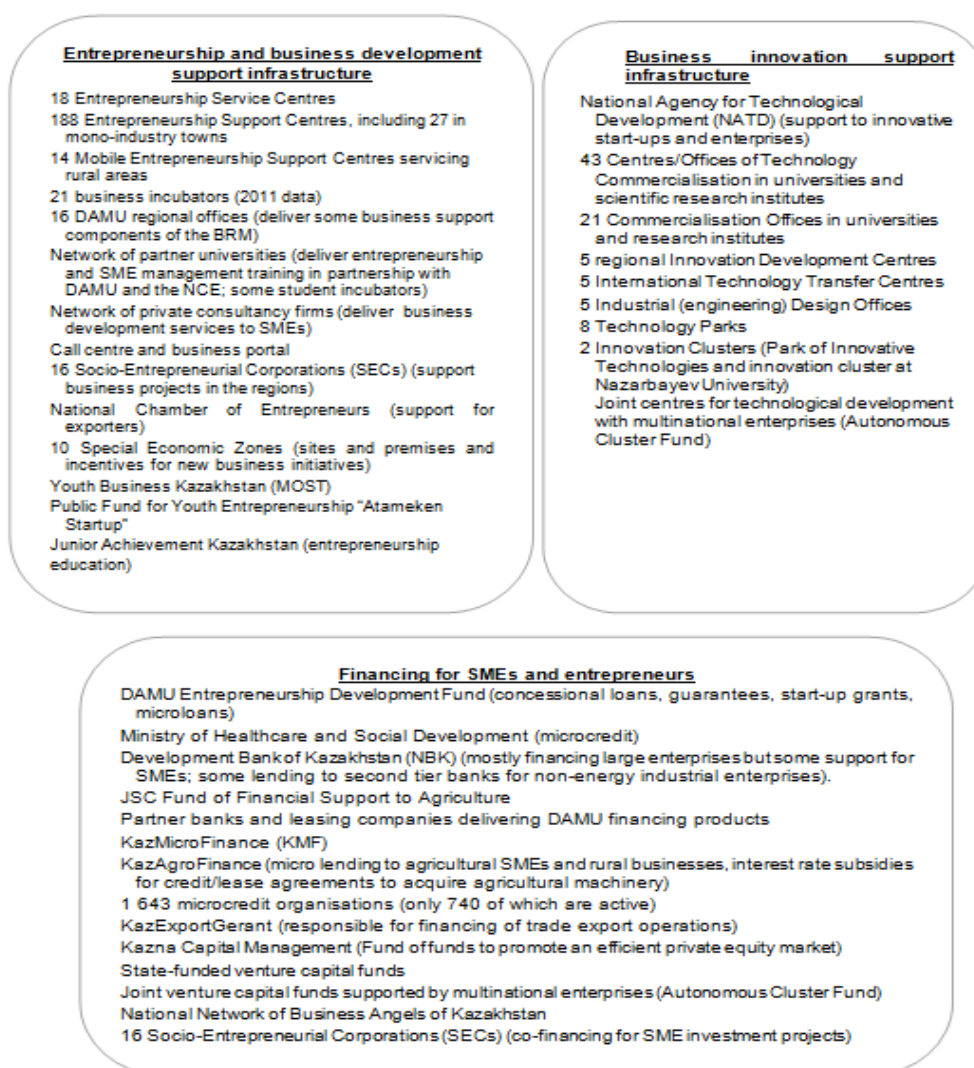 Entrepreneurship and business development
support infrastructure
18 Entrepreneurship Service Centres
188 Entrepreneurship Support Centres, including 27 in
mono-industry towns
14 Mobile Entrepreneurship Support Centres servicing
rural areas
21 business incubators (2011 data)
16 DAMU regional offices (deliver some business support
components of the BRM)
Network of partner universities (deliver entrepreneurship
and SME management training in partnership with
DAMU and the NCE; some student incubators)
Network of private consultancy firms (deliver business
development services to SMEs)
Call centre and business portal
16 Socio-Entrepreneurial Corporations (SECs) (support
business projects in the regions)
National Chamber of Entrepreneurs (support for
exporters)
10 Special Economic Zones (sites and premises and
incentives for new business initiatives)
Youth Business Kazakhstan (MOST)
Public Fund for Youth Entrepreneurship “Atameken
Startup”
Junior Achievement Kazakhstan (entrepreneurship
education)
Business innovation support
infrastructure
National Agency for Technological
Development (NATD) (support to innovative
start-ups and enterprises)
43 Centres/Offices of Technology
Commercialisation in universities and
scientific research institutes
21 Commercialisation Offices in universities
and research institutes
5 regional Innovation Development Centres
5 International Technology Transfer Centres
5 Industrial (engineering) Design Offices
8 Technology Parks
2 Innovation Clusters (Park of Innovative
Technologies and innovation cluster at
Nazarbayev University)
Joint centres for technological development
with multinational enterprises (Autonomous
Cluster Fund)
Financing for SMEs and entrepreneurs
DAMU Entrepreneurship Development Fund (concessional loans, guarantees, start-up grants,
microloans)
Ministry of Healthcare and Social Development (microcredit)
Development Bank of Kazakhstan (NBK) (mostly financing large enterprises but some support for
SMEs; some lending to second tier banks for non-energy industrial enterprises).
JSC Fund of Financial Support to Agriculture
Partner banks and leasing companies delivering DAMU financing products
KazMicroFinance (KMF)
KazAgroFinance (micro lending to agricultural SMEs and rural businesses, interest rate subsidies
for credit/lease agreements to acquire agricultural machinery)
1 643 microcredit organisations (only 740 of which are active)
KazExportGerant (responsible for financing of trade export operations)
Kazna Capital Management (Fund of funds to promote an efficient private equity market)
State-funded venture capital funds
Joint venture capital funds supported by multinational enterprises (Autonomous Cluster Fund)
National Network of Business Angels of Kazakhstan
16 Socio-Entrepreneurial Corporations (SECs) (co-financing for SME investment projects)